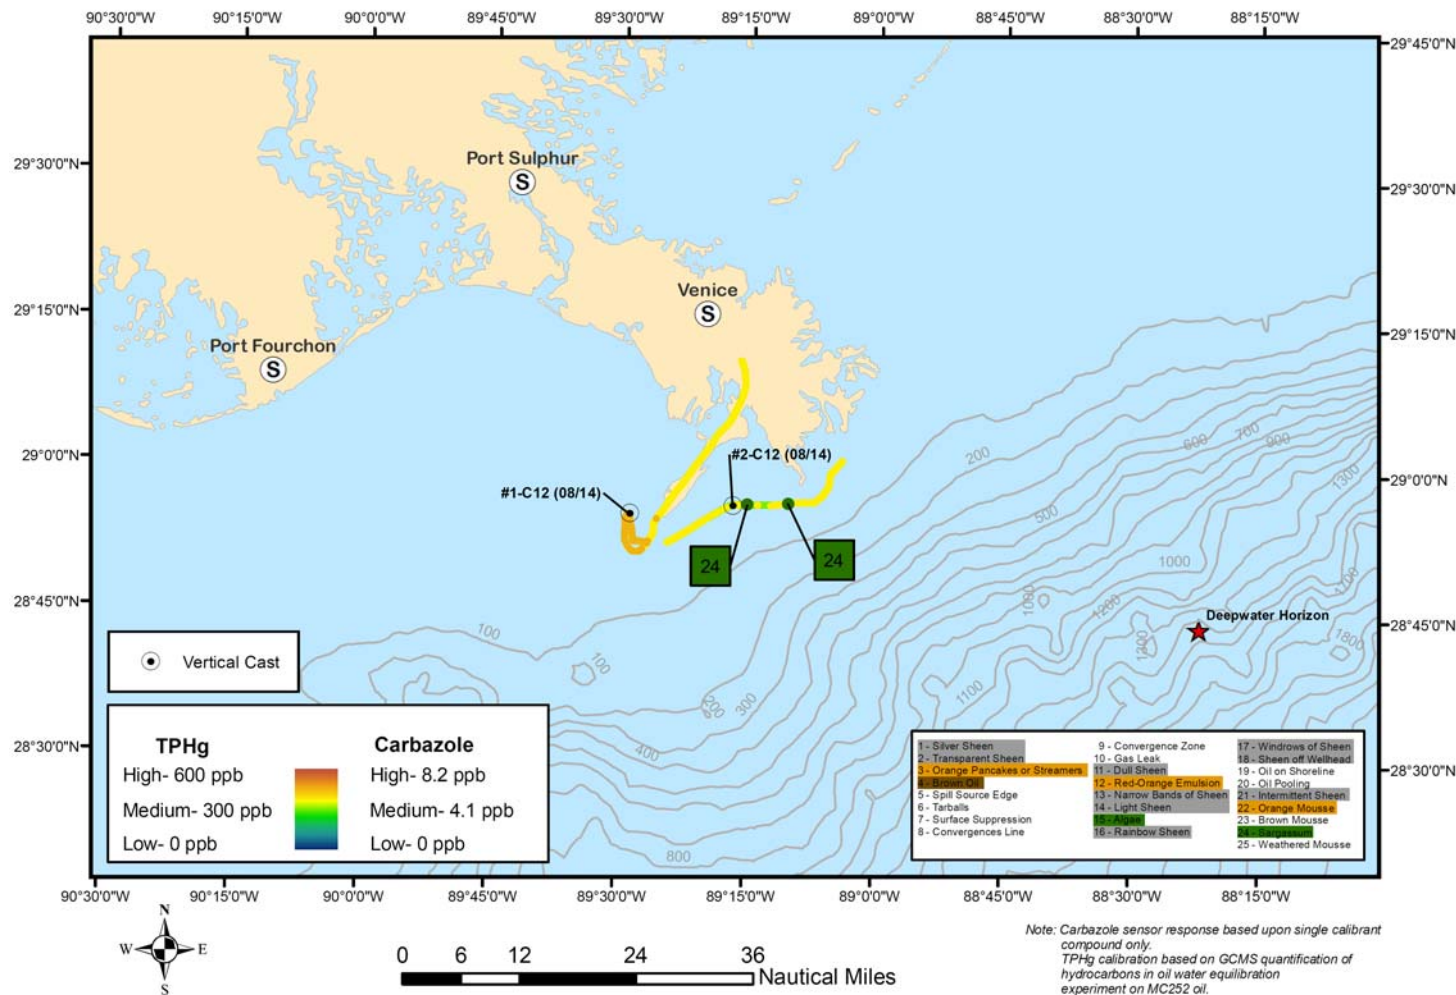 90°30'0"W 90°15'0"W 90°0'0"W 89°45'0"W 89°30'0"W 89°15'0"W 89°0'0"W 88°45'0"W 88°30'0"W 88°15'0"W
29°45'0"N
29°30'0"N
29°30'0"N
Port Sulphur
S
Venice
S
29°15'0"N
29°15'0"N
Port Fourchon
S
29°0'0"N
29°0'0"N
#2-C12 (08/14)
#1-C12 (08/14)
24
24
200
600
700
900
1300
500
1000
1700
1000
1200
1300
1800
1100
Deepwater Horizon
28°45'0"N
28°45'0"N
100
100
200
300
400
800
28°30'0"N
28°30'0"N
Vertical Cast
TPHg Carbazole
High- 600 ppb High- 8.2 ppb
Medium- 300 ppb Medium- 4.1 ppb
Low- 0 ppb Low- 0 ppb
1 - Silver Sheen
2 - Transparent Sheen
3 - Orange Pancakes or Streamers
4 - Brown Oil
5 - Spill Source Edge
6 - Tarballs
7 - Surface Suppression
8 - Convergences Line
9 - Convergence Zone
10 - Gas Leak
11 - Dull Sheen
12 - Red-Orange Emulsion
13 - Narrow Bands of Sheen
14 - Light Sheen
15 - Algae
16 - Rainbow Sheen
17 - Windrows of Sheen
18 - Sheen off Wellhead
19 - Oil on Shoreline
20 - Oil Pooling
21 - Intermittent Sheen
22 - Orange Mousse
23 - Brown Mousse
24 - Sargassum
25 - Weathered Mousse
90°30'0"W 90°15'0"W 90°0'0"W 89°45'0"W 89°30'0"W 89°15'0"W 89°0'0"W 88°45'0"W 88°30'0"W 88°15'0"W
N
W E
S
0 6 12 24 36
Nautical Miles
Note: Carbazole sensor response based upon single calibrant
compound only.
TPHg calibration based on GCMS quantification of
hydrocarbons in oil water equilibration
experiment on MC252 oil.